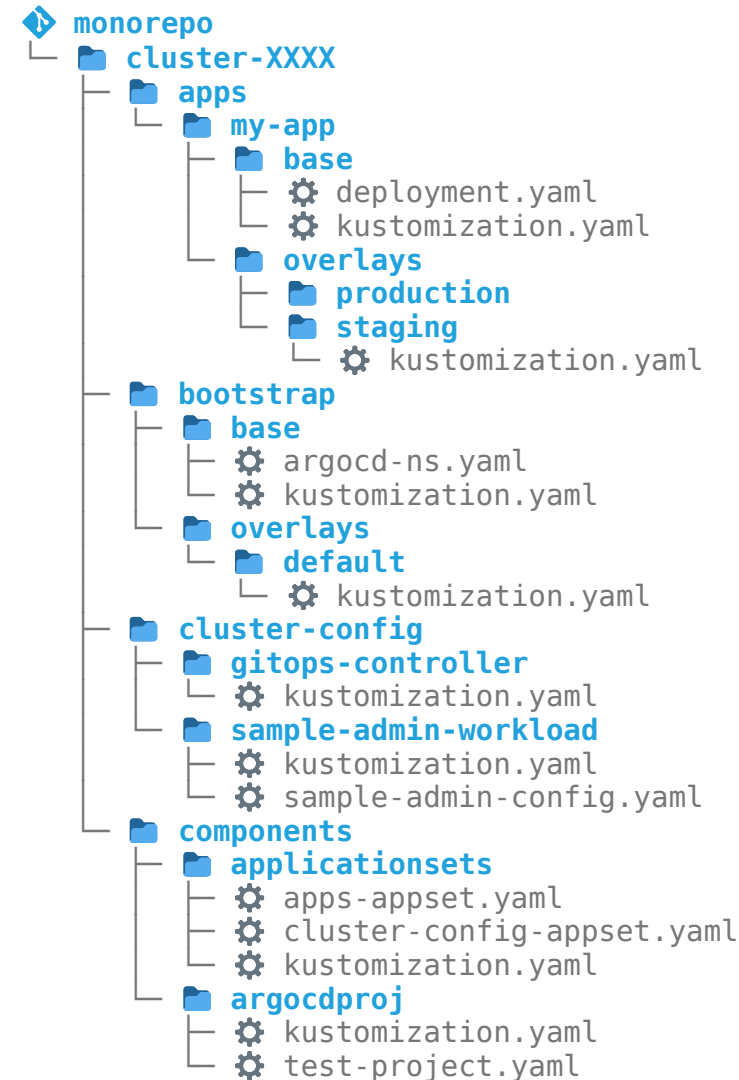 monorepo
cluster-XXXX
apps
my-app
base
deployment.yaml
kustomization.yaml
overlays
production
staging
kustomization.yaml
bootstrap
base
argocd-ns.yaml
kustomization.yaml
overlays
default
kustomization.yaml
cluster-config
gitops-controller
kustomization.yaml
sample-admin-workload
kustomization.yaml
sample-admin-config.yaml
components
applicationsets
apps-appset.yaml
cluster-config-appset.yaml
kustomization.yaml
argocdproj
kustomization.yaml
test-project.yaml